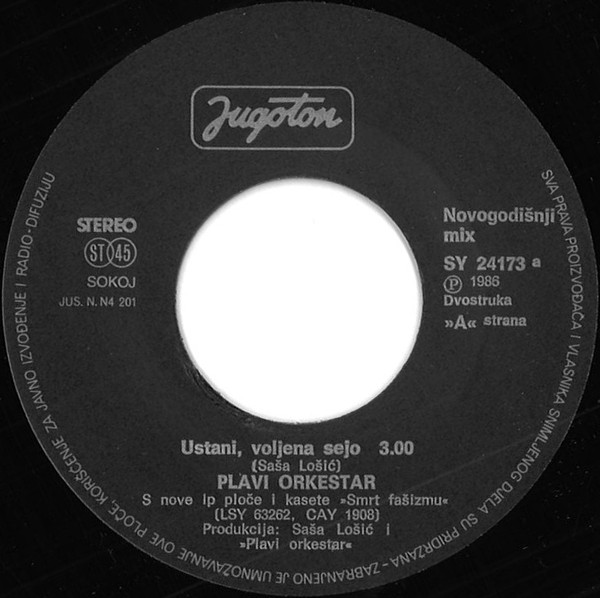 Jugoton
STEREO
ST 45
SOKOJ
JUS. N. N4 201
Novogodišnji
mix
SY 24173 a
Ⓟ 1986
Dvostruka
»A« strana
Ustani, voljena sejo 3.00
(Saša Lošić)
PLAVI ORKESTAR
S nove lp ploče i kasete »Smrt fašizmu«
(LSY 63262, CAY 1908)
Produkcija: Saša Lošić i
»Plavi orkestar«
SVA PRAVA PROIZVOĐAČA I VLASNIKA SNIMLJENOG DJELA SU PRIDRŽANA - ZABRANJENO JE UMNOŽAVANJE OVE PLOČE, KORIŠĆENJE ZA JAVNO IZVOĐENJE I RADIO-DIFUZIJU